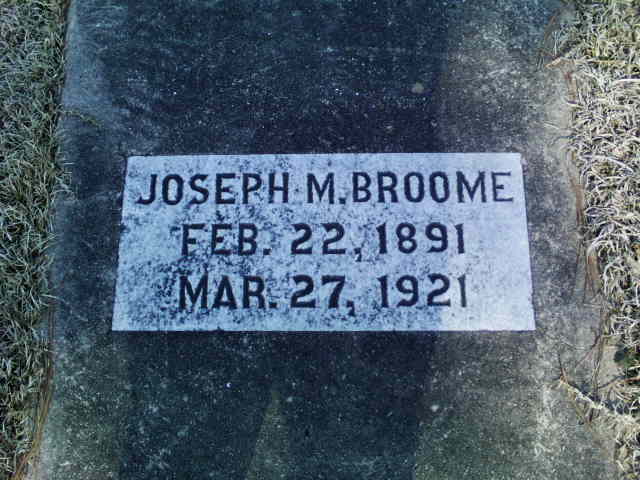 JOSEPH M. BROOME
FEB. 22, 1891
MAR. 27, 1921